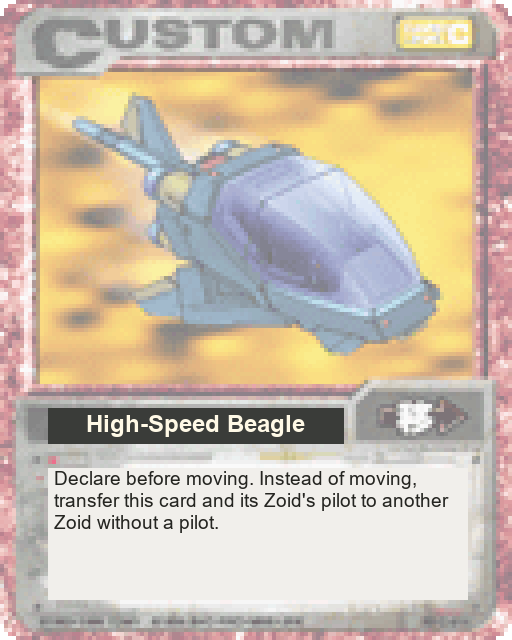 CUSTOM
High-Speed Beagle
Declare before moving. Instead of moving,
transfer this card and its Zoid's pilot to another
Zoid without a pilot.